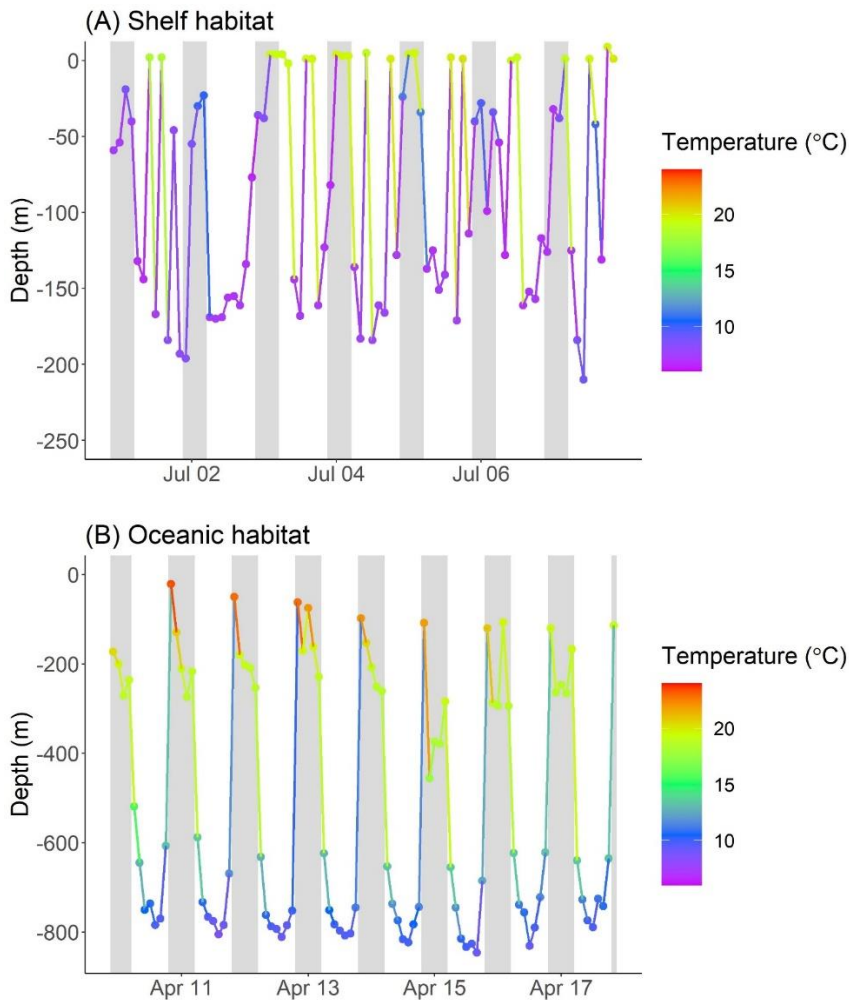 (A) Shelf habitat
0
-50
-100
-150
-200
-250
Depth (m)
Jul 02 Jul 04 Jul 06
Temperature (°C)
20
15
10
(B) Oceanic habitat
0
-200
-400
-600
-800
Depth (m)
Apr 11 Apr 13 Apr 15 Apr 17
Temperature (°C)
20
15
10